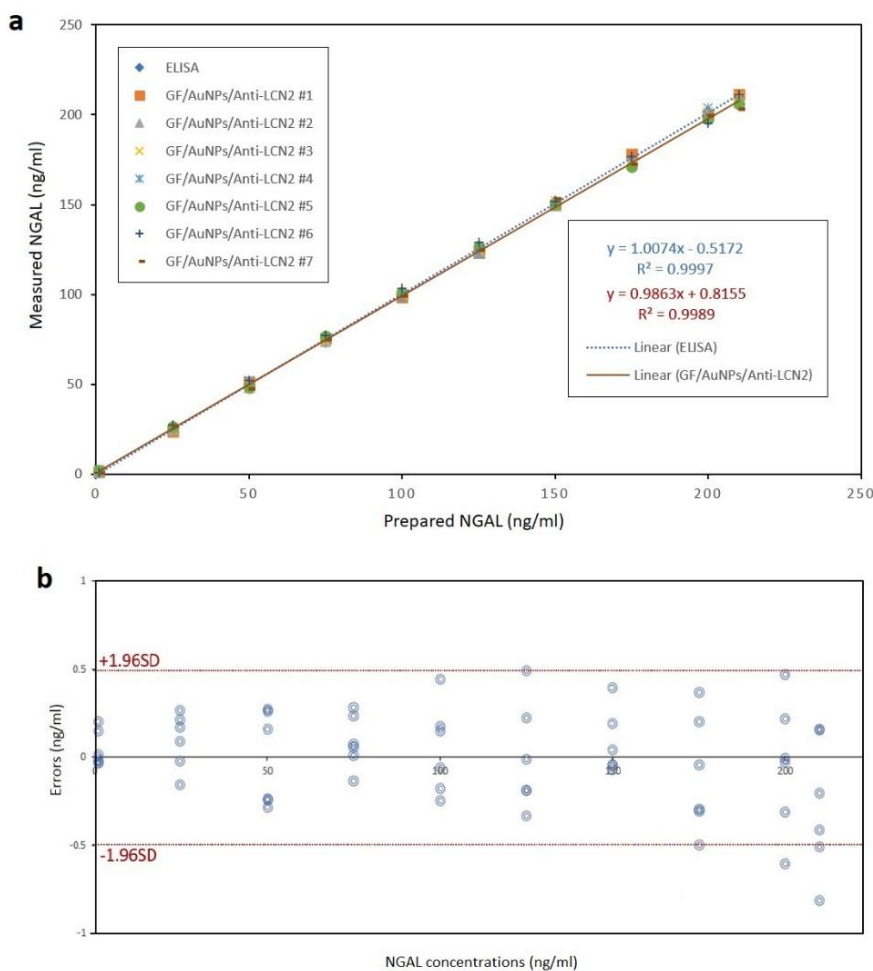 a
250
200
150
100
50
0
Measured NGAL (ng/ml)
ELISA
GF/AuNPs/Anti-LCN2 #1
GF/AuNPs/Anti-LCN2 #2
GF/AuNPs/Anti-LCN2 #3
GF/AuNPs/Anti-LCN2 #4
GF/AuNPs/Anti-LCN2 #5
GF/AuNPs/Anti-LCN2 #6
GF/AuNPs/Anti-LCN2 #7
y = 1.0074x - 0.5172
R² = 0.9997
y = 0.9863x + 0.8155
R² = 0.9989
Linear (ELISA)
Linear (GF/AuNPs/Anti-LCN2)
0 50 100 150 200 250
Prepared NGAL (ng/ml)
b
1
0.5
0
-0.5
-1
Errors (ng/ml)
+1.96SD
0 50 100 150 200
-1.96SD
NGAL concentrations (ng/ml)